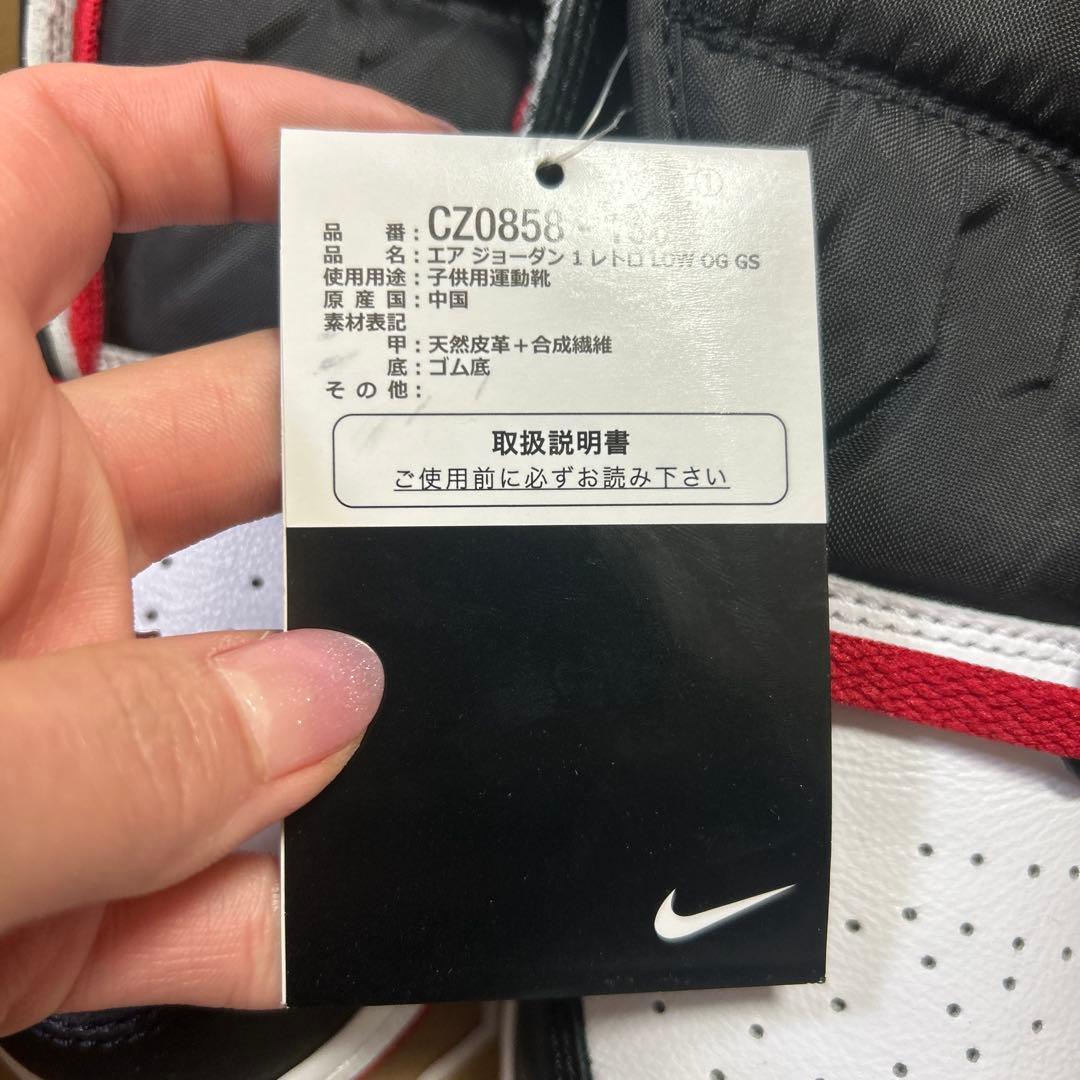 ①
品 番：CZ0858 -
品 名：エア ジョーダン 1 レトロ LOW OG GS
使用用途：子供用運動靴
原産国：中国
素材表記
甲：天然皮革＋合成繊維
底：ゴム底
その他：
取扱説明書
ご使用前に必ずお読み下さい